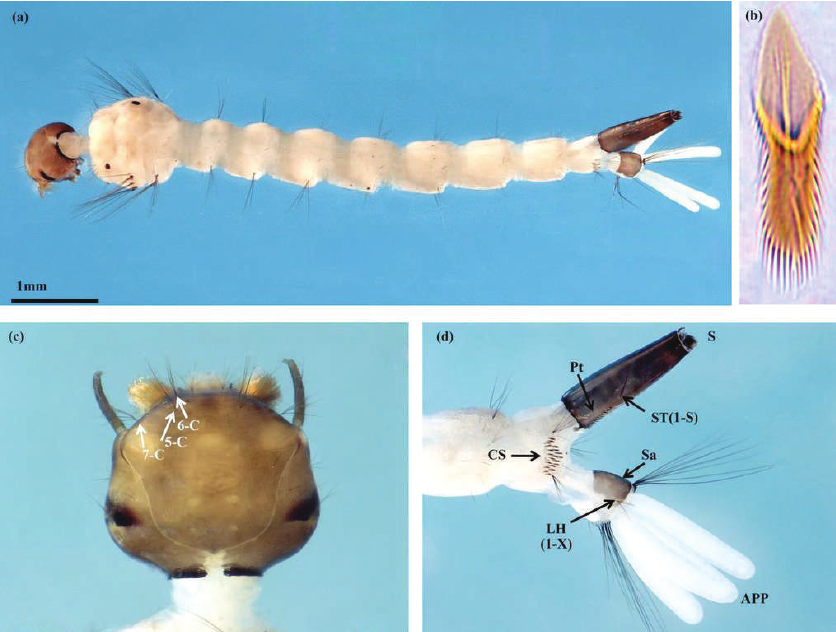 (a)
(b)
1mm
(c)
6-C
5-C
7-C
(d)
S
Pt
ST(1-S)
CS
Sa
LH
(1-X)
APP